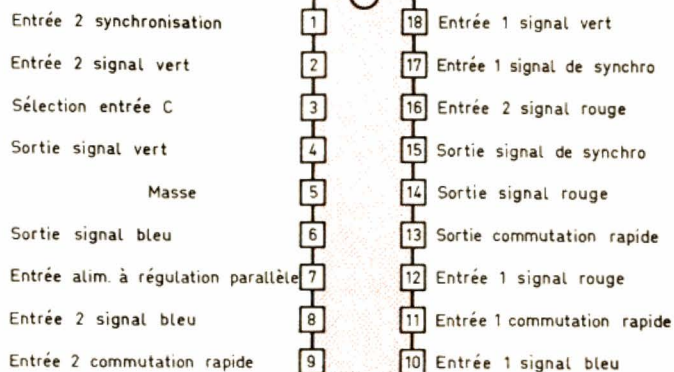 Entrée 2 synchronisation 1 18 Entrée 1 signal vert
Entrée 2 signal vert 2 17 Entrée 1 signal de synchro
Sélection entrée C 3 16 Entrée 2 signal rouge
Sortie signal vert 4 15 Sortie signal de synchro
Masse 5 14 Sortie signal rouge
Sortie signal bleu 6 13 Sortie commutation rapide
Entrée alim. à régulation parallèle 7 12 Entrée 1 signal rouge
Entrée 2 signal bleu 8 11 Entrée 1 commutation rapide
Entrée 2 commutation rapide 9 10 Entrée 1 signal bleu